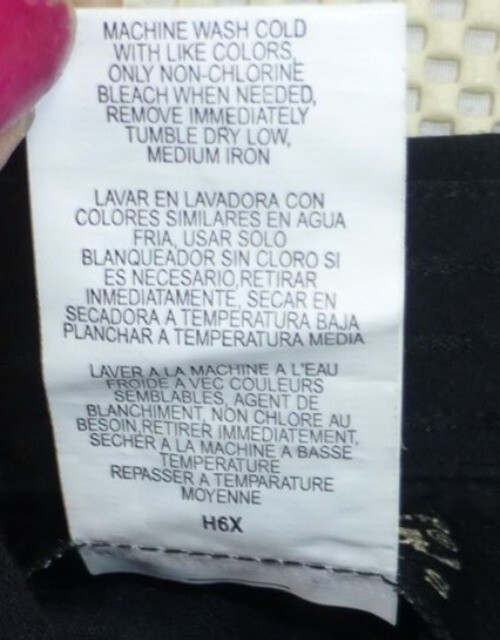 MACHINE WASH COLD
WITH LIKE COLORS,
ONLY NON-CHLORINE
BLEACH WHEN NEEDED,
REMOVE IMMEDIATELY
TUMBLE DRY LOW,
MEDIUM IRON
LAVAR EN LAVADORA CON
COLORES SIMILARES EN AGUA
FRIA, USAR SOLO
BLANQUEADOR SIN CLORO SI
ES NECESARIO,RETIRAR
INMEDIATAMENTE, SECAR EN
SECADORA A TEMPERATURA BAJA
PLANCHAR A TEMPERATURA MEDIA
LAVER A LA MACHINE A L'EAU
FROIDE A VEC COULEURS
SEMBLABLES, AGENT DE
BLANCHIMENT, NON CHLORE AU
BESOIN,RETIRER IMMEDIATEMENT,
SECHER A LA MACHINE A BASSE
TEMPERATURE
REPASSER A TEMPARATURE
MOYENNE
H6X